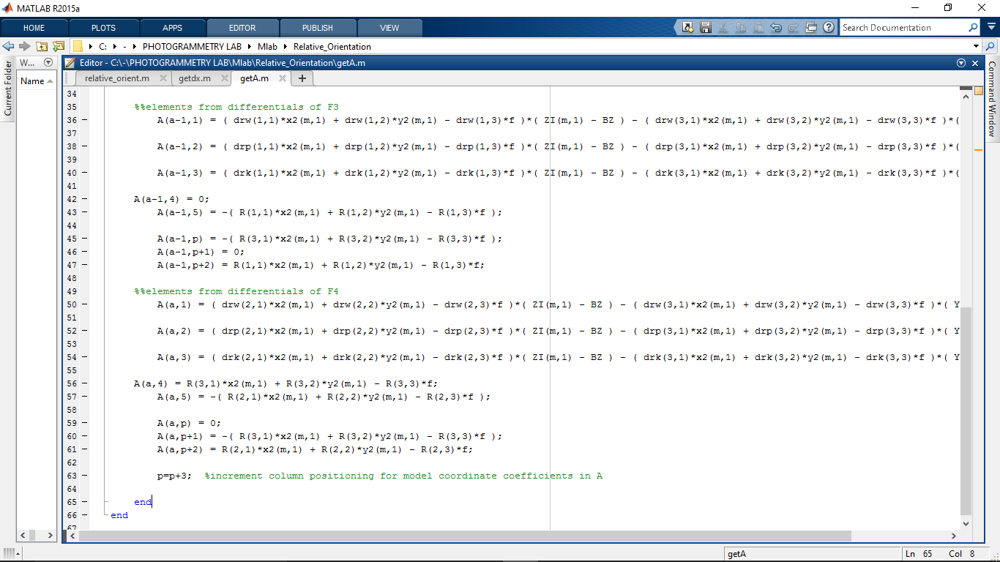 MATLAB R2015a
HOME PLOTS APPS EDITOR PUBLISH VIEW Search Documentation
C: - PHOTOGRAMMETRY LAB Mlab Relative_Orientation
Current Folder
W...
Name
Editor - C:\-\PHOTOGRAMMETRY LAB\Mlab\Relative_Orientation\getA.m
relative_orient.m getdx.m getA.m
Command Window
34
35 %%elements from differentials of F3
36 A(a-1,1) = ( drw(1,1)*x2(m,1) + drw(1,2)*y2(m,1) - drw(1,3)*f )*( ZI(m,1) - BZ ) - ( drw(3,1)*x2(m,1) + drw(3,2)*y2(m,1) - drw(3,3)*f )*(
37
38 A(a-1,2) = ( drp(1,1)*x2(m,1) + drp(1,2)*y2(m,1) - drp(1,3)*f )*( ZI(m,1) - BZ ) - ( drp(3,1)*x2(m,1) + drp(3,2)*y2(m,1) - drp(3,3)*f )*(
39
40 A(a-1,3) = ( drk(1,1)*x2(m,1) + drk(1,2)*y2(m,1) - drk(1,3)*f )*( ZI(m,1) - BZ ) - ( drk(3,1)*x2(m,1) + drk(3,2)*y2(m,1) - drk(3,3)*f )*(
41
42 A(a-1,4) = 0;
43 A(a-1,5) = -( R(1,1)*x2(m,1) + R(1,2)*y2(m,1) - R(1,3)*f );
44
45 A(a-1,p) = -( R(3,1)*x2(m,1) + R(3,2)*y2(m,1) - R(3,3)*f );
46 A(a-1,p+1) = 0;
47 A(a-1,p+2) = R(1,1)*x2(m,1) + R(1,2)*y2(m,1) - R(1,3)*f;
48
49 %%elements from differentials of F4
50 A(a,1) = ( drw(2,1)*x2(m,1) + drw(2,2)*y2(m,1) - drw(2,3)*f )*( ZI(m,1) - BZ ) - ( drw(3,1)*x2(m,1) + drw(3,2)*y2(m,1) - drw(3,3)*f )*( Y
51
52 A(a,2) = ( drp(2,1)*x2(m,1) + drp(2,2)*y2(m,1) - drp(2,3)*f )*( ZI(m,1) - BZ ) - ( drp(3,1)*x2(m,1) + drp(3,2)*y2(m,1) - drp(3,3)*f )*( Y
53
54 A(a,3) = ( drk(2,1)*x2(m,1) + drk(2,2)*y2(m,1) - drk(2,3)*f )*( ZI(m,1) - BZ ) - ( drk(3,1)*x2(m,1) + drk(3,2)*y2(m,1) - drk(3,3)*f )*( Y
55
56 A(a,4) = R(3,1)*x2(m,1) + R(3,2)*y2(m,1) - R(3,3)*f;
57 A(a,5) = -( R(2,1)*x2(m,1) + R(2,2)*y2(m,1) - R(2,3)*f );
58
59 A(a,p) = 0;
60 A(a,p+1) = -( R(3,1)*x2(m,1) + R(3,2)*y2(m,1) - R(3,3)*f );
61 A(a,p+2) = R(2,1)*x2(m,1) + R(2,2)*y2(m,1) - R(2,3)*f;
62
63 p=p+3; %increment column positioning for model coordinate coefficients in A
64
65 end
66 end
67
getA Ln 65 Col 8